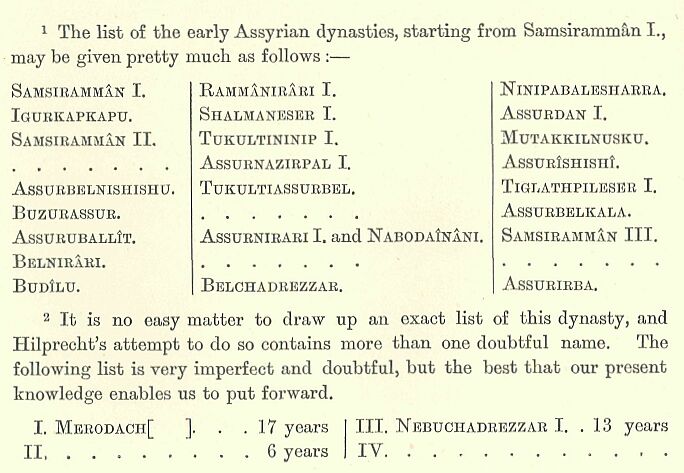 ¹ The list of the early Assyrian dynasties, starting from Samsirammân I.,
may be given pretty much as follows :—
SAMSIRAMMÂN I.
IGURKAPKAPU.
SAMSIRAMMÂN II.
. . . . . . .
ASSURBELNISHISHU.
BUZURASSUR.
ASSURUBALLÎT.
BELNIRÂRI.
BUDÎLU.
RAMMÂNIRÂRI I.
SHALMANESER I.
TUKULTININIP I.
ASSURNAZIRPAL I.
TUKULTIASSURBEL.
. . . . . . .
ASSURNIRARI I. and NABODAÎNÂNI.
. . . . . . .
BELCHADREZZAR.
NINIPABALESHARRA.
ASSURDAN I.
MUTAKKILNUSKU.
ASSURÎSHISHÎ.
TIGLATHPILESER I.
ASSURBELKALA.
SAMSIRAMMÂN III.
. . . . . . .
ASSURIRBA.
² It is no easy matter to draw up an exact list of this dynasty, and
Hilprecht's attempt to do so contains more than one doubtful name. The
following list is very imperfect and doubtful, but the best that our present
knowledge enables us to put forward.
I. MERODACH[ ]. . . 17 years
II. . . . . . . . . 6 years
III. NEBUCHADREZZAR I. . 13 years
IV. . . . . . . . . . .